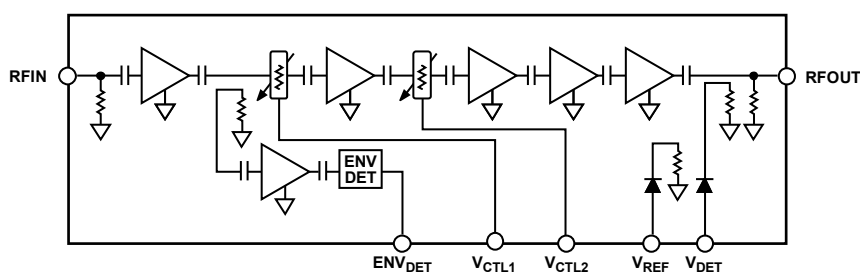 RFIN
RFOUT
ENV
DET
ENVDET
VCTL1
VCTL2
VREF
VDET